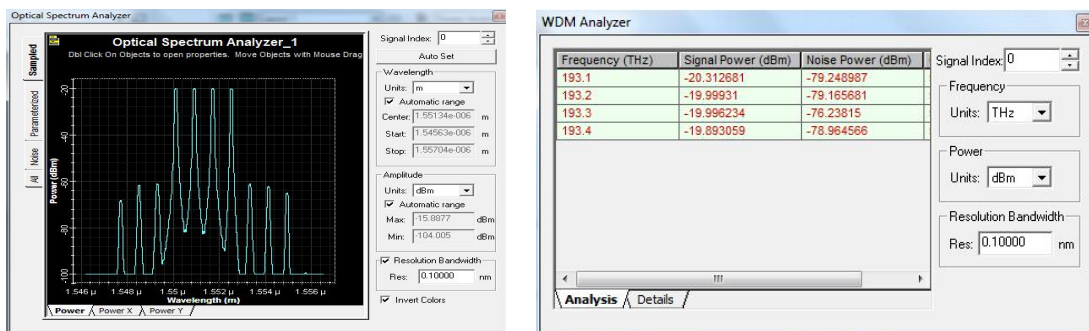 Optical Spectrum Analyzer
Optical Spectrum Analyzer_1
Dbl Click On Objects to open properties. Move Objects with Mouse Drag
Sampled
Parameterized
Noise
All
Power (dBm)
-20
-40
-60
-80
-100
1.546 µ 1.548 µ 1.55 µ 1.552 µ 1.554 µ 1.556 µ
Wavelength (m)
Power Power X Power Y
Signal Index: 0
Auto Set
Wavelength
Units: m
Automatic range
Center: 1.55134e-006 m
Start: 1.54563e-006 m
Stop: 1.55704e-006 m
Amplitude
Units: dBm
Automatic range
Max: -15.8877 dBm
Min: -104.005 dBm
Resolution Bandwidth
Res: 0.10000 nm
Invert Colors
WDM Analyzer
Frequency (THz) Signal Power (dBm) Noise Power (dBm)
193.1 -20.312681 -79.248987
193.2 -19.99931 -79.165681
193.3 -19.996234 -76.23815
193.4 -19.893059 -78.964566
Analysis Details
Signal Index: 0
Frequency
Units: THz
Power
Units: dBm
Resolution Bandwidth
Res: 0.10000 nm